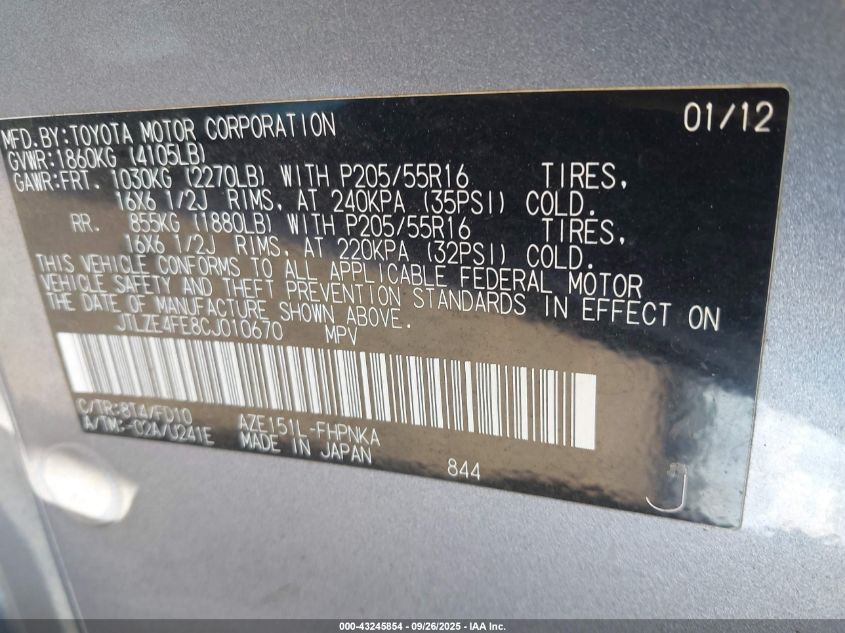 MFD.BY:TOYOTA MOTOR CORPORATION 01/12
GVWR:1860KG (4105LB)
GAWR:FRT. 1030KG (2270LB) WITH P205/55R16 TIRES,
16X6 1/2J RIMS, AT 240KPA (35PSI) COLD.
RR. 855KG (1880LB) WITH P205/55R16 TIRES,
16X6 1/2J RIMS, AT 220KPA (32PSI) COLD.
THIS VEHICLE CONFORMS TO ALL APPLICABLE FEDERAL MOTOR
VEHICLE SAFETY AND THEFT PREVENTION STANDARDS IN EFFECT ON
THE DATE OF MANUFACTURE SHOWN ABOVE.
JTLZE4FE8CJ010670 MPV
C/TR:8T4/FD10 AZE151L-FHPNKA
A/TM:-02A/U241E MADE IN JAPAN
844
J
000-43245854 - 09/26/2025 - IAA Inc.